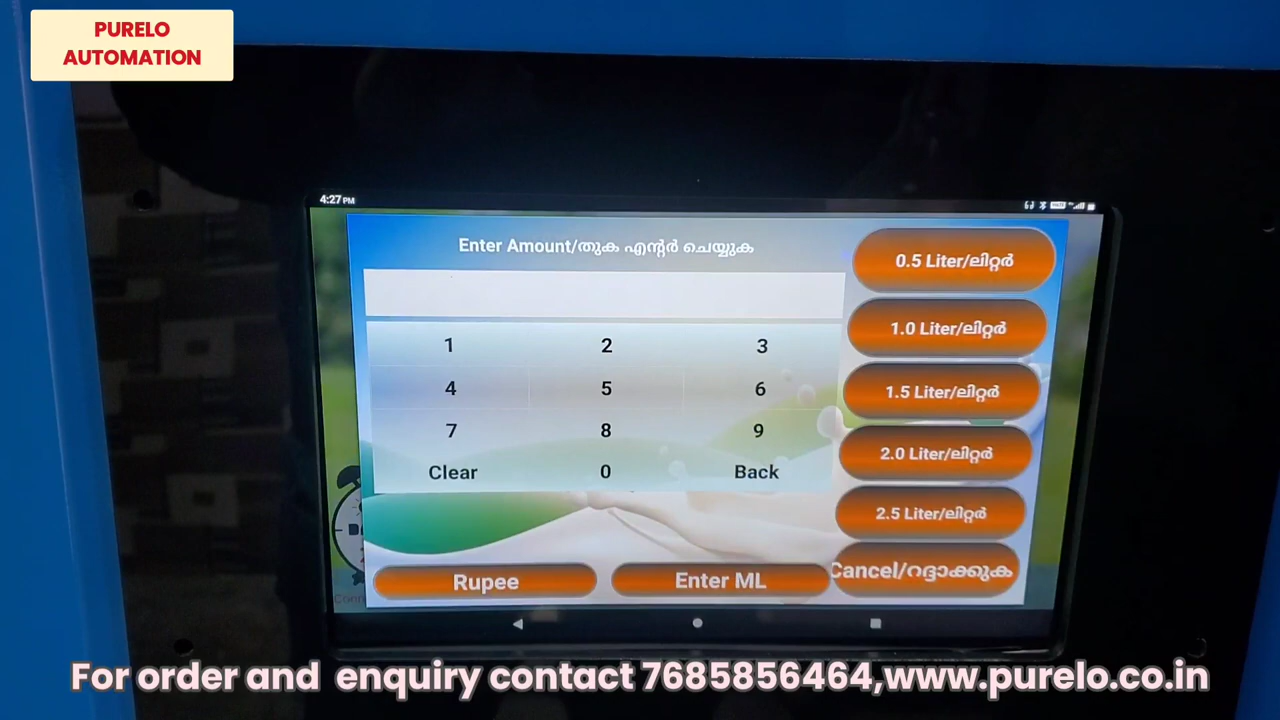 PURELO
AUTOMATION
4:27 PM
Enter Amount/തുക എന്റർ ചെയ്യുക
0.5 Liter/ലിറ്റർ
1.0 Liter/ലിറ്റർ
1.5 Liter/ലിറ്റർ
2.0 Liter/ലിറ്റർ
2.5 Liter/ലിറ്റർ
Cancel/റദ്ദാക്കുക
1 2 3
4 5 6
7 8 9
Clear 0 Back
Rupee
Enter ML
For order and enquiry contact 7685856464,www.purelo.co.in